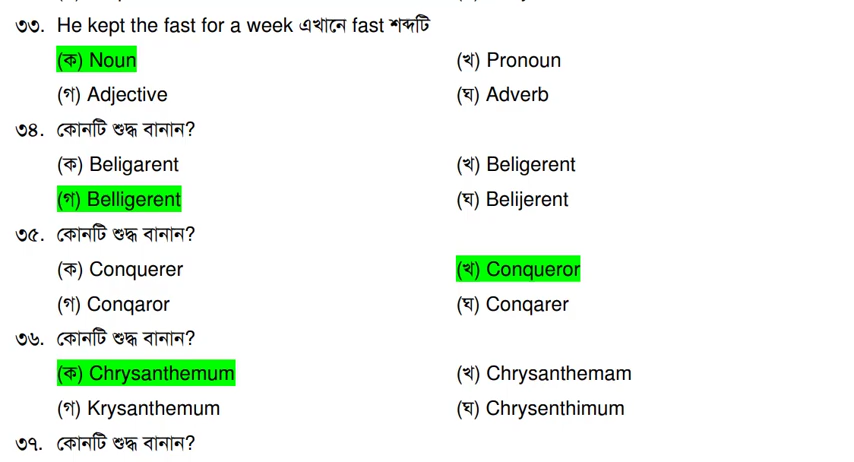 ৩৩. He kept the fast for a week এখানে fast শব্দটি
(ক) Noun (খ) Pronoun
(গ) Adjective (ঘ) Adverb
৩৪. কোনটি শুদ্ধ বানান?
(ক) Beligarent (খ) Beligerent
(গ) Belligerent (ঘ) Belijerent
৩৫. কোনটি শুদ্ধ বানান?
(ক) Conquerer (খ) Conqueror
(গ) Conqaror (ঘ) Conqarer
৩৬. কোনটি শুদ্ধ বানান?
(ক) Chrysanthemum (খ) Chrysanthemam
(গ) Krysanthemum (ঘ) Chrysenthimum
৩৭. কোনটি শুদ্ধ বানান?